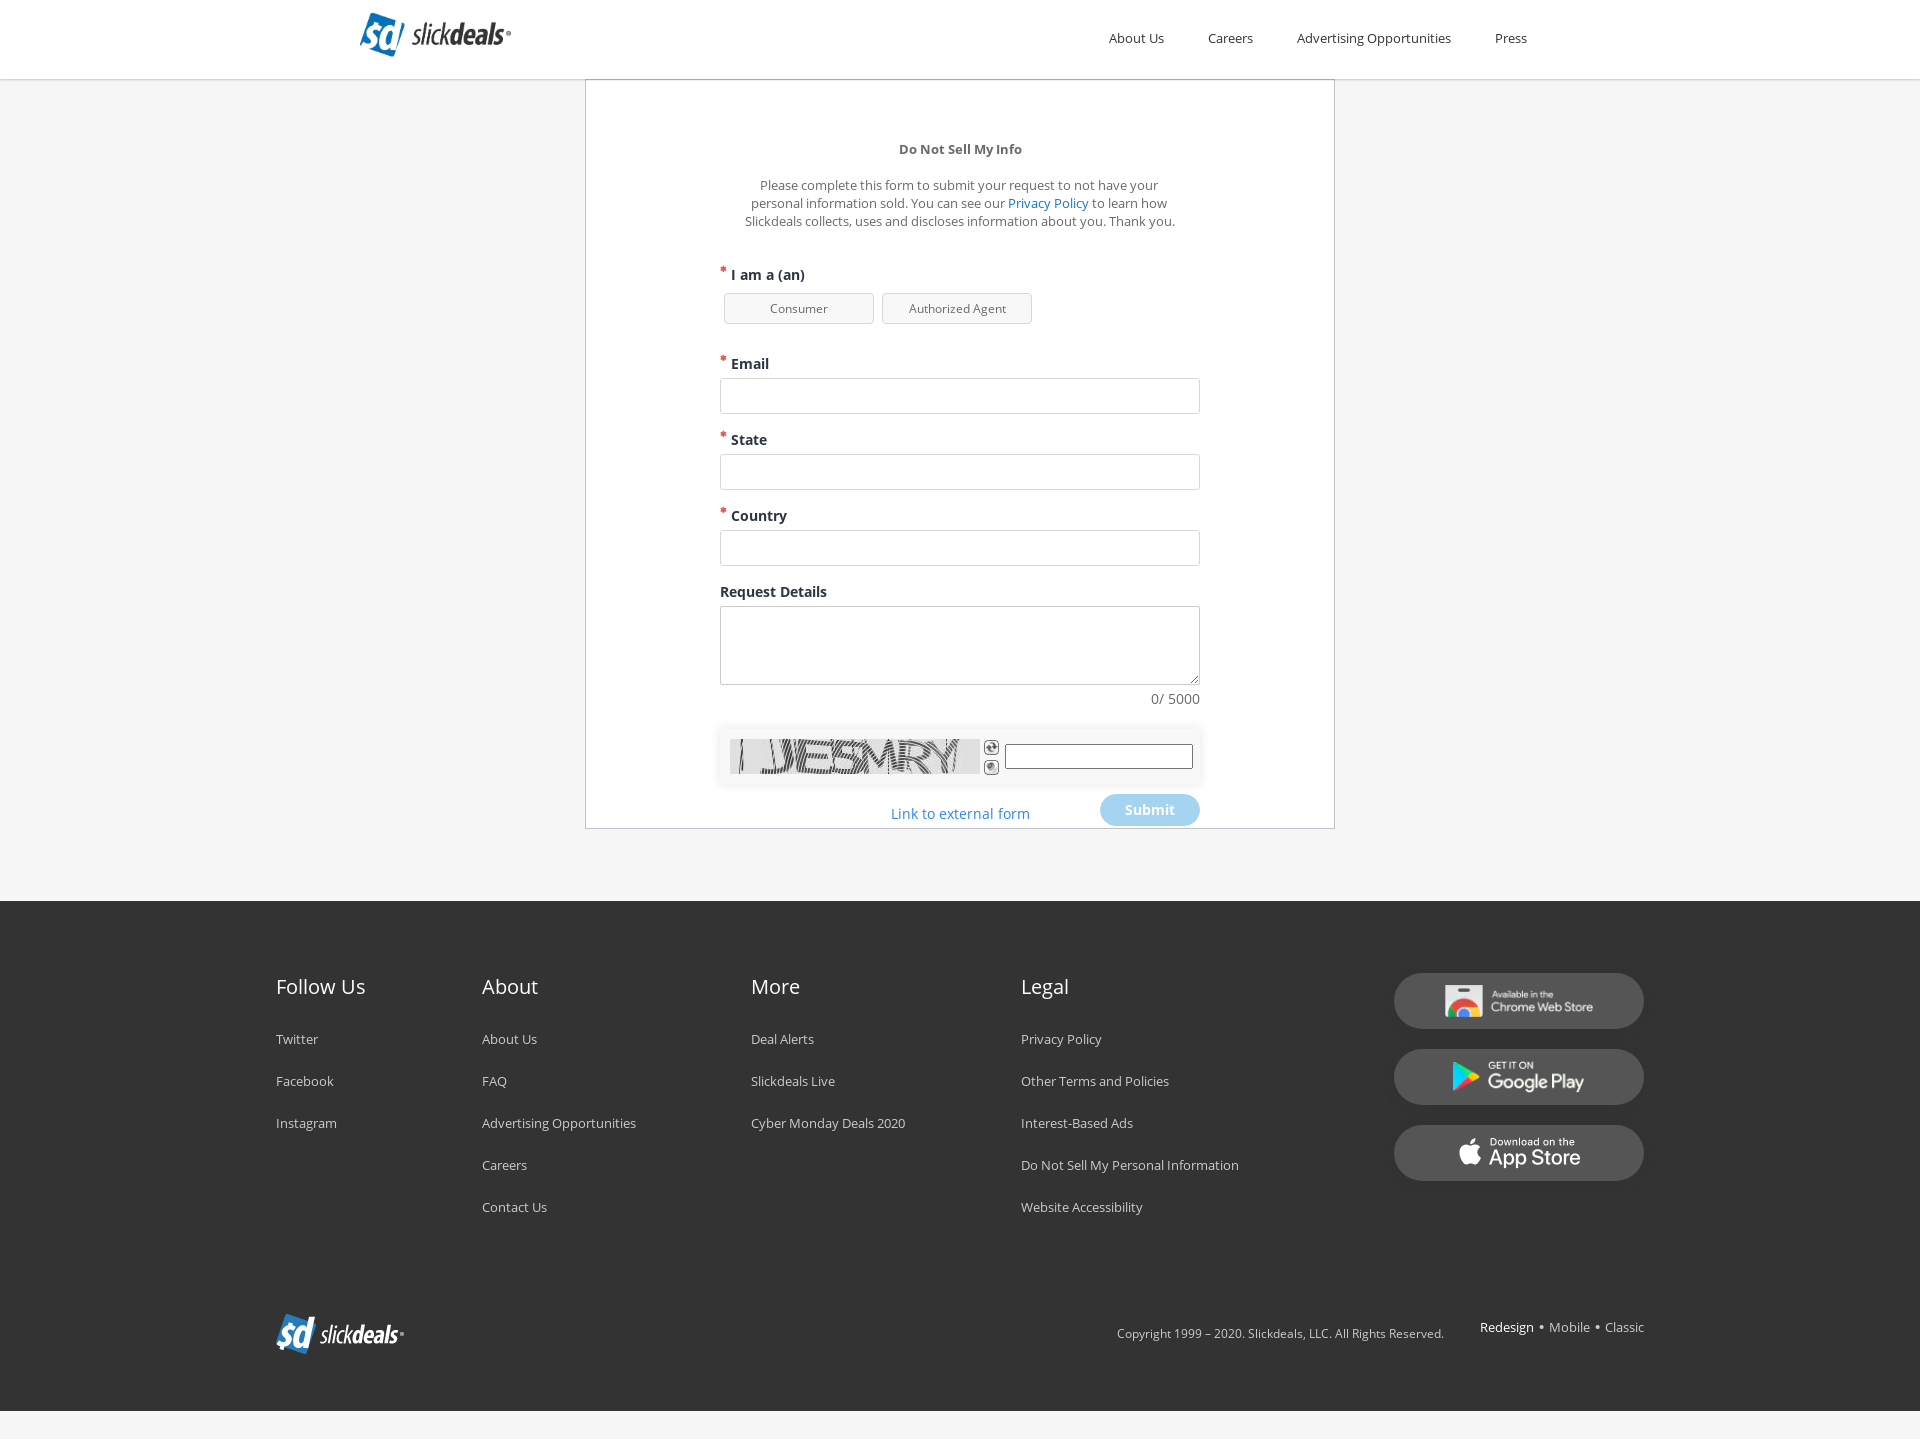 slickdeals
About Us
Careers
Advertising Opportunities
Press
Do Not Sell My Info
Please complete this form to submit your request to not have your
personal information sold. You can see our Privacy Policy to learn how
Slickdeals collects, uses and discloses information about you. Thank you.
* I am a (an)
Consumer
Authorized Agent
* Email
* State
* Country
Request Details
0/ 5000
Link to external form
Submit
Follow Us
Twitter
Facebook
Instagram
About
About Us
FAQ
Advertising Opportunities
Careers
Contact Us
More
Deal Alerts
Slickdeals Live
Cyber Monday Deals 2020
Legal
Privacy Policy
Other Terms and Policies
Interest-Based Ads
Do Not Sell My Personal Information
Website Accessibility
Available in the
Chrome Web Store
GET IT ON
Google Play
Download on the
App Store
slickdeals
Copyright 1999 – 2020. Slickdeals, LLC. All Rights Reserved.
Redesign • Mobile • Classic